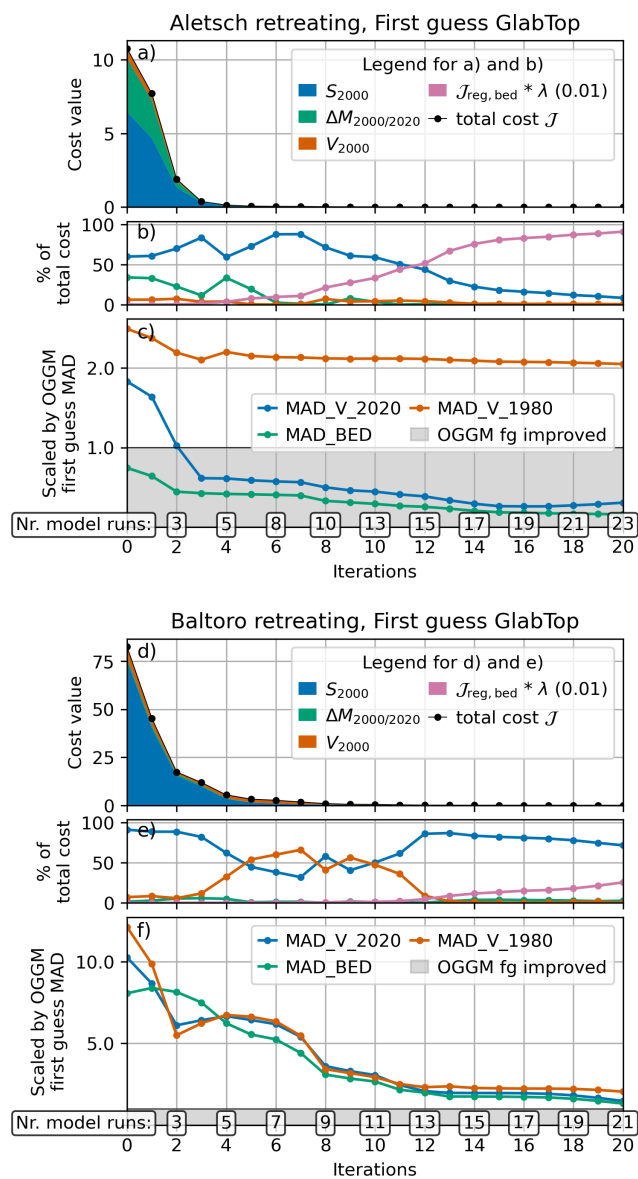 Aletsch retreating, First guess GlabTop
a)
Legend for a) and b)
S2000
ΔM2000/2020
V2000
𝒥reg, bed * λ (0.01)
total cost 𝒥
Cost value
10
5
0
b)
% of
total cost
100
50
0
c)
Scaled by OGGM
first guess MAD
2.0
1.0
MAD_V_2020
MAD_BED
MAD_V_1980
OGGM fg improved
Nr. model runs: 3 5 8 10 13 15 17 19 21 23
0 2 4 6 8 10 12 14 16 18 20
Iterations
Baltoro retreating, First guess GlabTop
d)
Legend for d) and e)
S2000
ΔM2000/2020
V2000
𝒥reg, bed * λ (0.01)
total cost 𝒥
Cost value
75
50
25
0
e)
% of
total cost
100
50
0
f)
Scaled by OGGM
first guess MAD
10.0
5.0
MAD_V_2020
MAD_BED
MAD_V_1980
OGGM fg improved
Nr. model runs: 3 5 7 9 11 13 15 17 19 21
0 2 4 6 8 10 12 14 16 18 20
Iterations